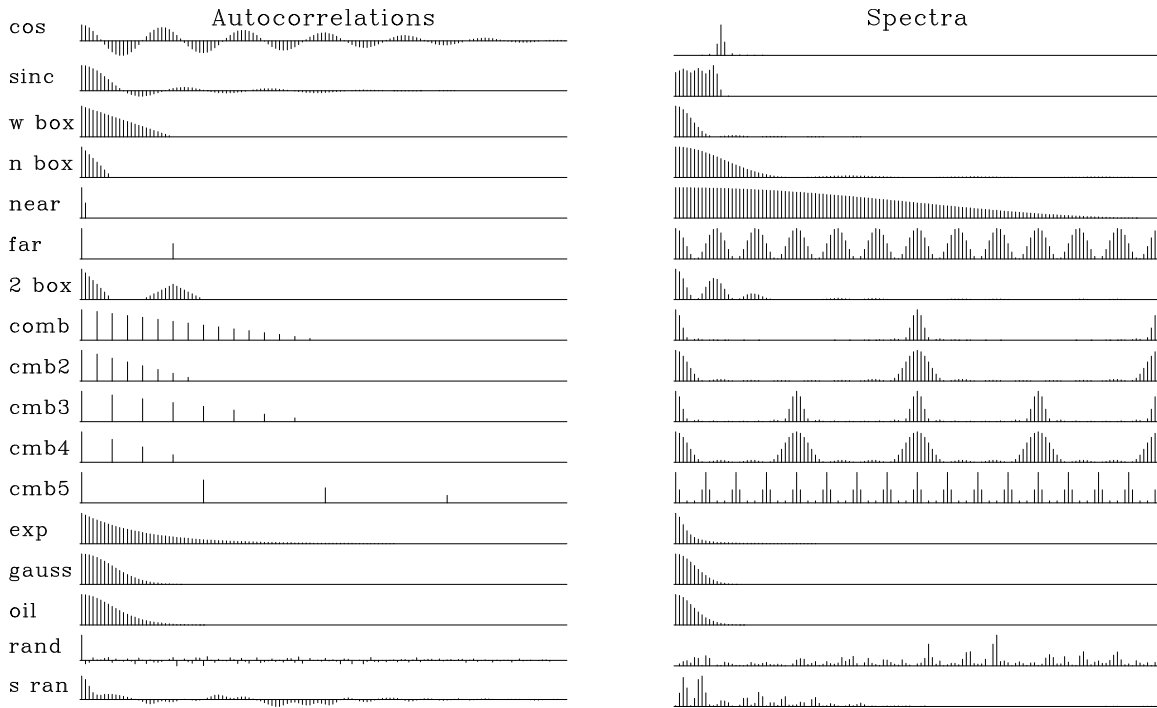 Autocorrelations
Spectra
cos
sinc
w box
n box
near
far
2 box
comb
cmb2
cmb3
cmb4
cmb5
exp
gauss
oil
rand
s ran